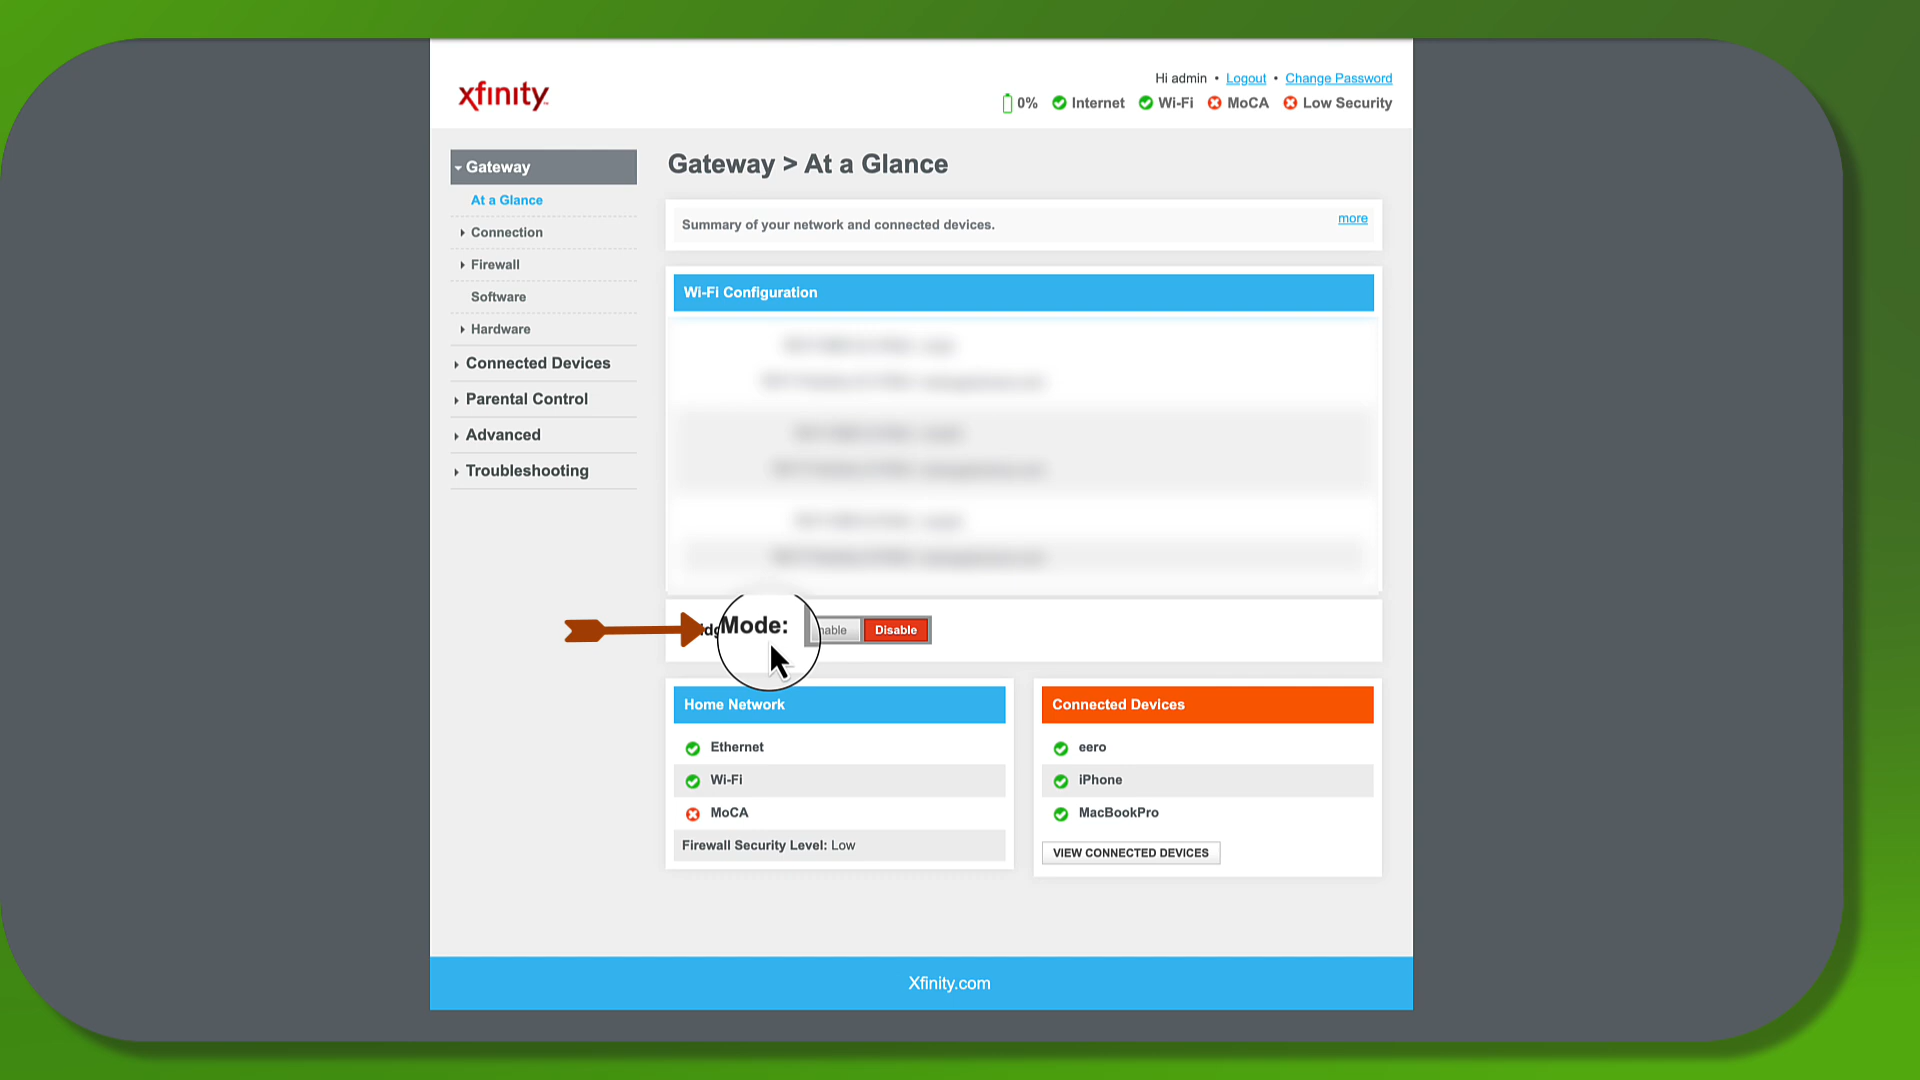 xfinity
Hi admin • Logout • Change Password
0% Internet Wi-Fi MoCA Low Security
Gateway
At a Glance
Connection
Firewall
Software
Hardware
Connected Devices
Parental Control
Advanced
Troubleshooting
Gateway > At a Glance
Summary of your network and connected devices.
more
Wi-Fi Configuration
Mode:
Disable
Home Network
Ethernet
Wi-Fi
MoCA
Firewall Security Level: Low
Connected Devices
eero
iPhone
MacBookPro
VIEW CONNECTED DEVICES
Xfinity.com